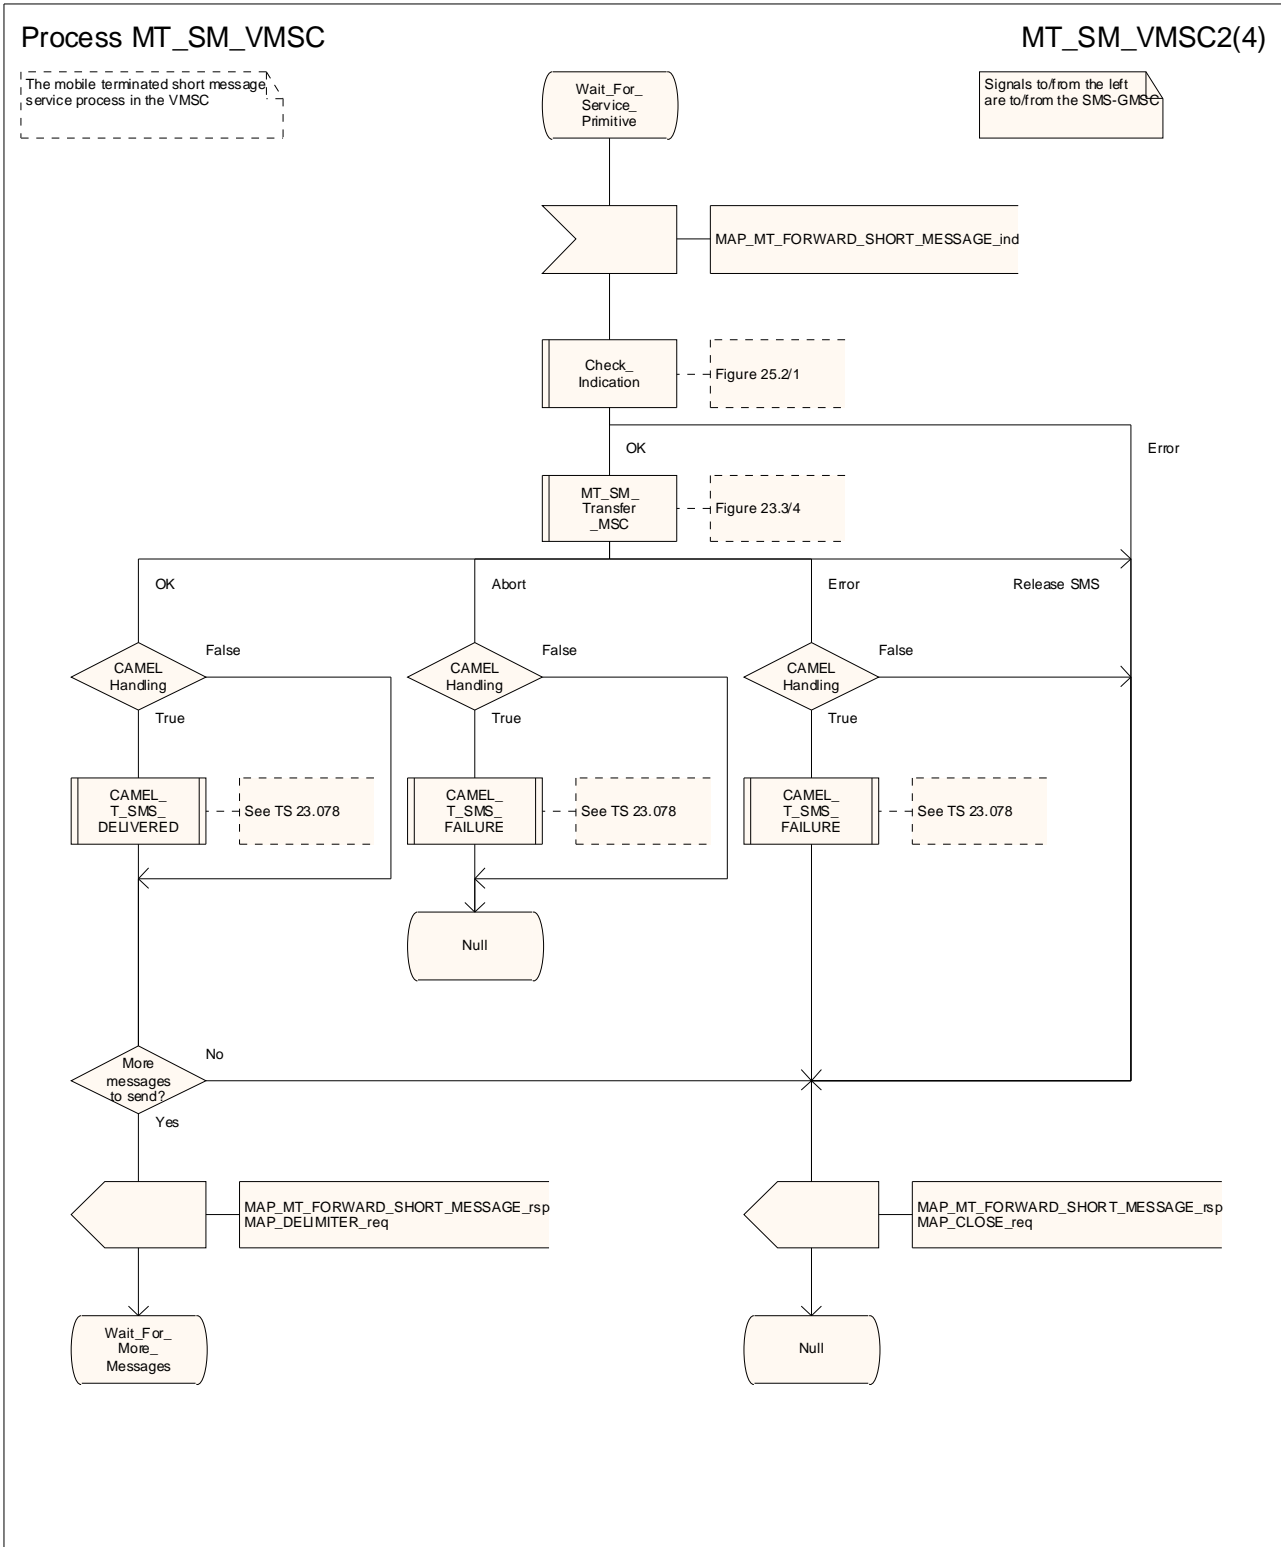 Process MT_SM_VMSC
MT_SM_VMSC2(4)
The mobile terminated short message
service process in the VMSC
Wait_For_
Service_
Primitive
Signals to/from the left
are to/from the SMS-GMSC
MAP_MT_FORWARD_SHORT_MESSAGE_ind
Check_
Indication
Figure 25.2/1
OK
Error
MT_SM_
Transfer
_MSC
Figure 23.3/4
OK
Abort
Error
Release SMS
CAMEL
Handling
False
True
CAMEL
Handling
False
True
CAMEL
Handling
False
True
CAMEL_
T_SMS_
DELIVERED
See TS 23.078
CAMEL_
T_SMS_
FAILURE
See TS 23.078
CAMEL_
T_SMS_
FAILURE
See TS 23.078
Null
More
messages
to send?
No
Yes
MAP_MT_FORWARD_SHORT_MESSAGE_rsp
MAP_DELIMITER_req
MAP_MT_FORWARD_SHORT_MESSAGE_rsp
MAP_CLOSE_req
Wait_For_
More_
Messages
Null